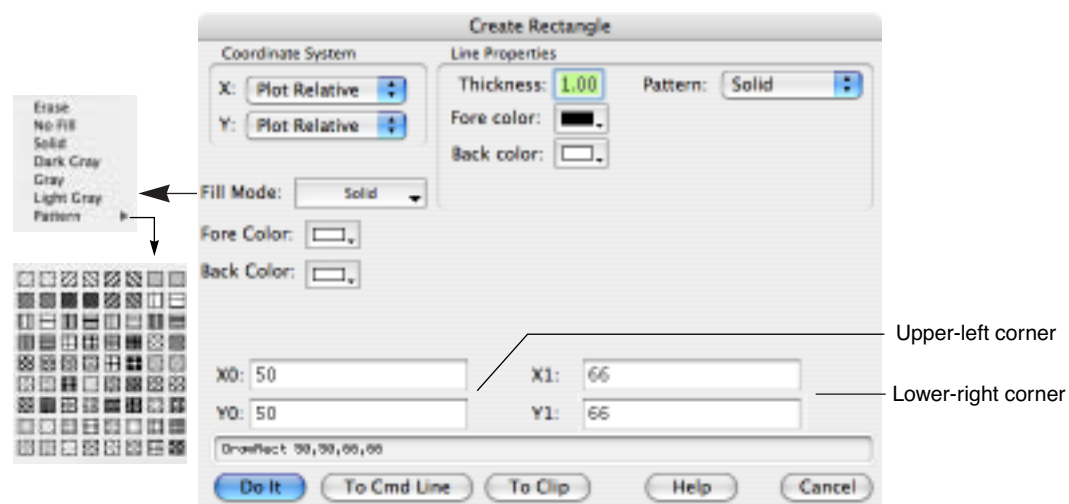 Create Rectangle
Coordinate System
Line Properties
X: Plot Relative
Thickness: 1.00
Pattern: Solid
Y: Plot Relative
Fore color:
Back color:
Erase
No Fill
Solid
Dark Gray
Gray
Light Gray
Pattern
Fill Mode: Solid
Fore Color:
Back Color:
Upper-left corner
X0: 50
X1: 66
Lower-right corner
Y0: 50
Y1: 66
DrawRect 50,50,66,66
Do It
To Cmd Line
To Clip
Help
Cancel